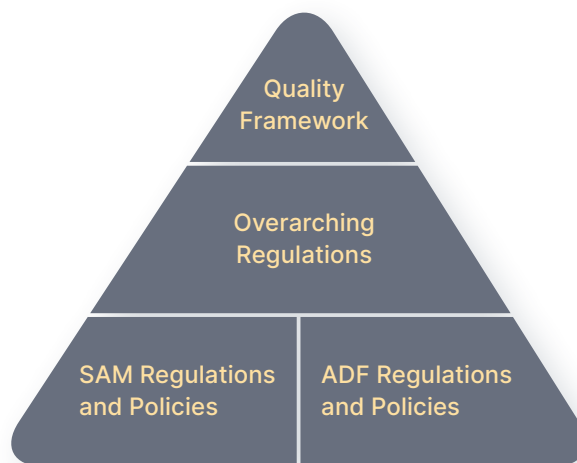 Quality
Framework
Overarching
Regulations
SAM Regulations
and Policies
ADF Regulations
and Policies